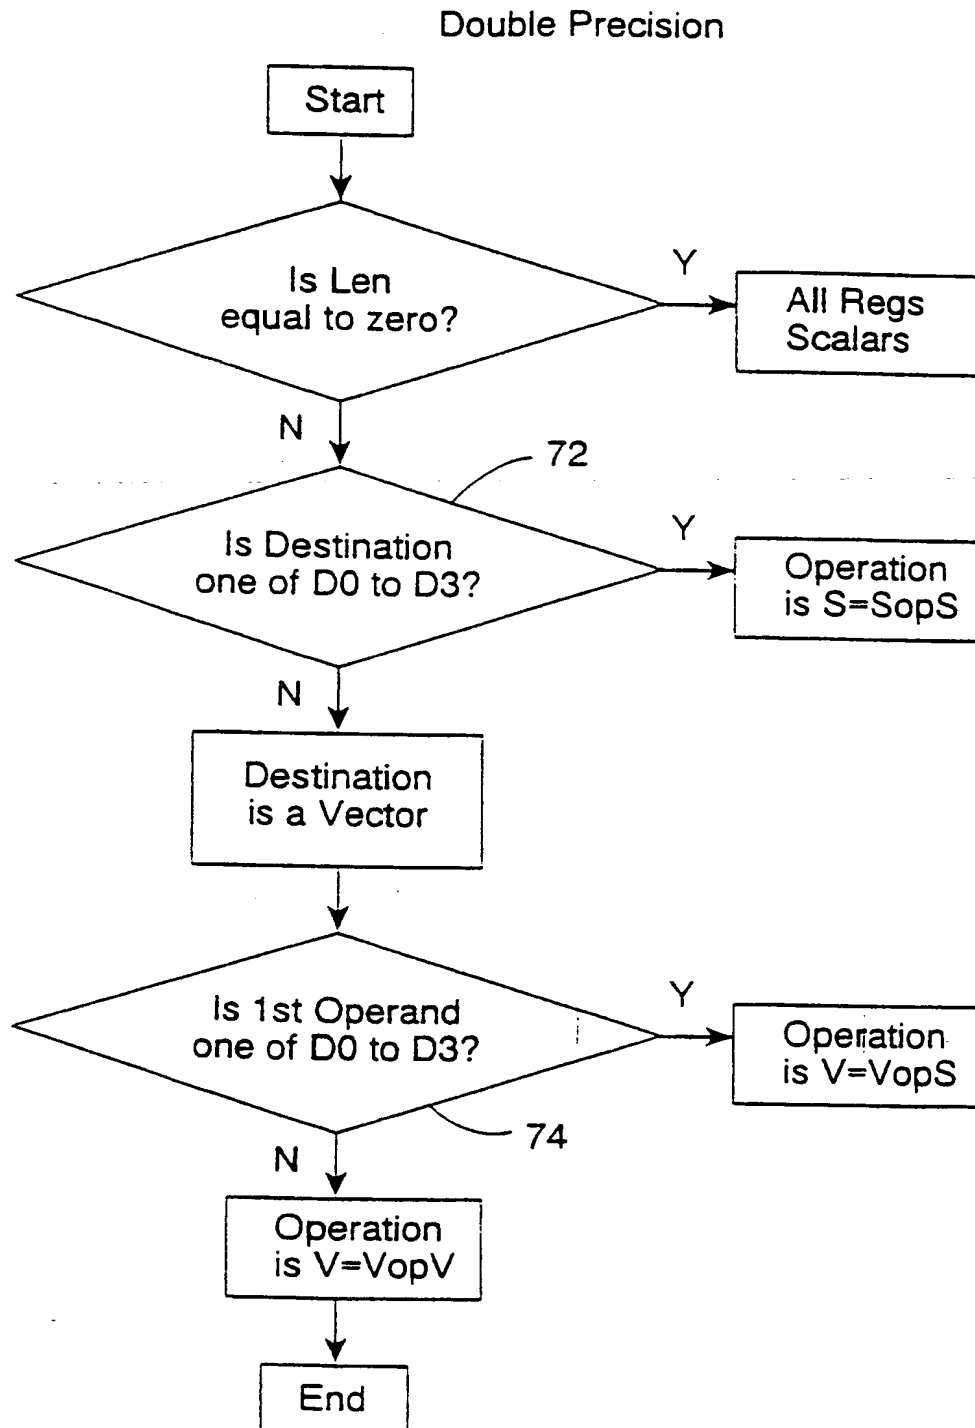 Double Precision
Start
Is Len
equal to zero?
Y
All Regs
Scalars
N
72
Is Destination
one of D0 to D3?
Y
Operation
is S=SopS
N
Destination
is a Vector
Is 1st Operand
one of D0 to D3?
Y
Operation
is V=VopS
74
N
Operation
is V=VopV
End